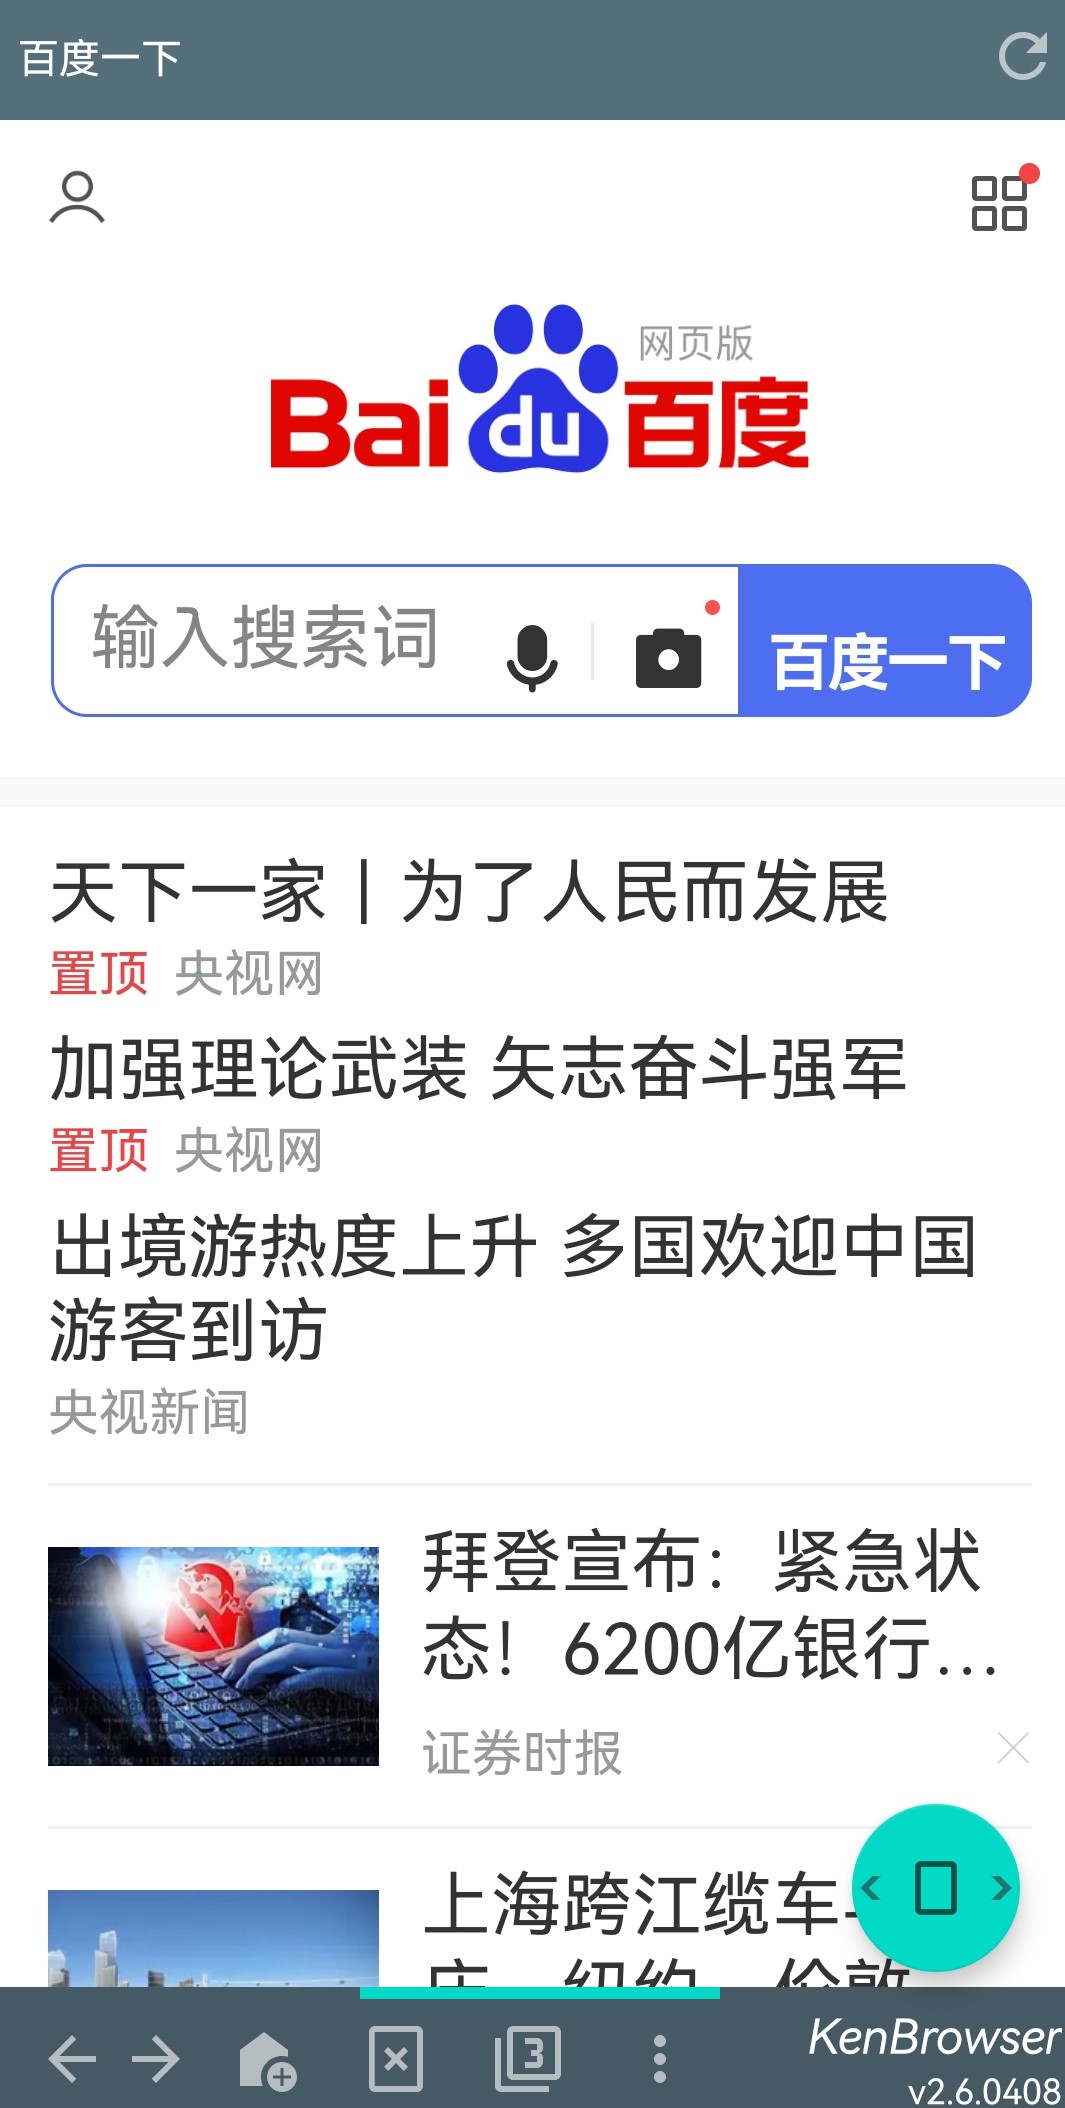 百度一下
网页版
Bai du 百度
输入搜索词
百度一下
天下一家｜为了人民而发展
置顶 央视网
加强理论武装 矢志奋斗强军
置顶 央视网
出境游热度上升 多国欢迎中国
游客到访
央视新闻
拜登宣布：紧急状
态！6200亿银行...
证券时报
上海跨江缆车
纽约 伦敦
3
KenBrowser
v2.6.0408